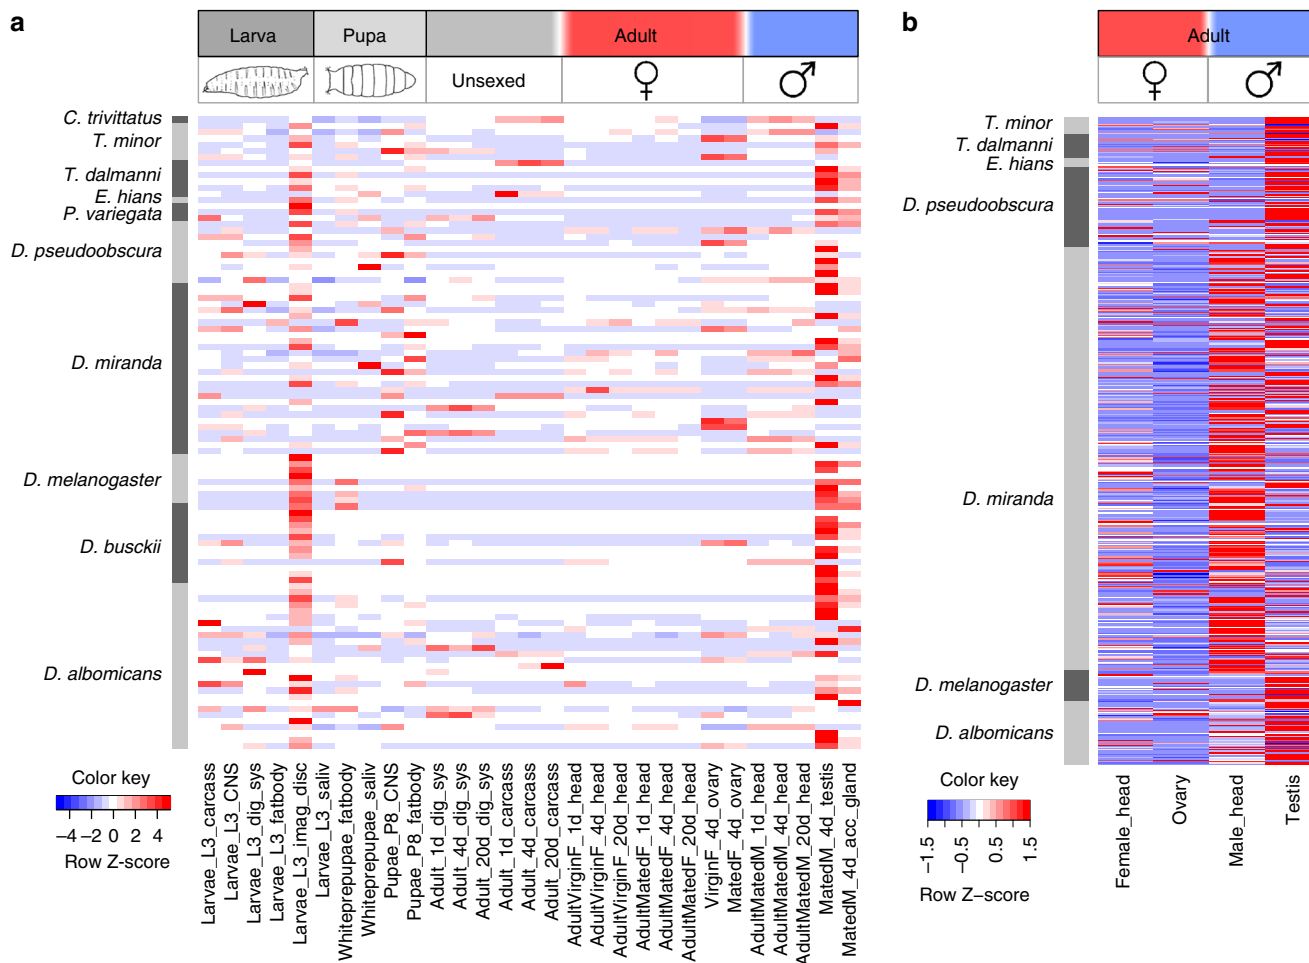 a
Larva
Pupa
Adult
Unsexed
♀
♂
C. trivittatus
T. minor
T. dalmanni
E. hians
P. variegata
D. pseudoobscura
D. miranda
D. melanogaster
D. busckii
D. albomicans
Color key
−4 −2 0 2 4
Row Z−score
Larvae_L3_carcass
Larvae_L3_CNS
Larvae_L3_dig_sys
Larvae_L3_fatbody
Larvae_L3_imag_disc
Larvae_L3_saliv
Whiteprepupae_fatbody
Whiteprepupae_saliv
Pupae_P8_CNS
Pupae_P8_fatbody
Adult_1d_dig_sys
Adult_4d_dig_sys
Adult_20d_dig_sys
Adult_1d_carcass
Adult_4d_carcass
Adult_20d_carcass
AdultVirginF_1d_head
AdultVirginF_4d_head
AdultVirginF_20d_head
AdultMatedF_1d_head
AdultMatedF_4d_head
AdultMatedF_20d_head
VirginF_4d_ovary
MatedF_4d_ovary
AdultMatedM_1d_head
AdultMatedM_4d_head
AdultMatedM_20d_head
MatedM_4d_testis
MatedM_4d_acc_gland
b
Adult
♀
♂
T. minor
T. dalmanni
E. hians
D. pseudoobscura
D. miranda
D. melanogaster
D. albomicans
Color key
−1.5 −0.5 0.5 1.5
Row Z−score
Female_head
Ovary
Male_head
Testis